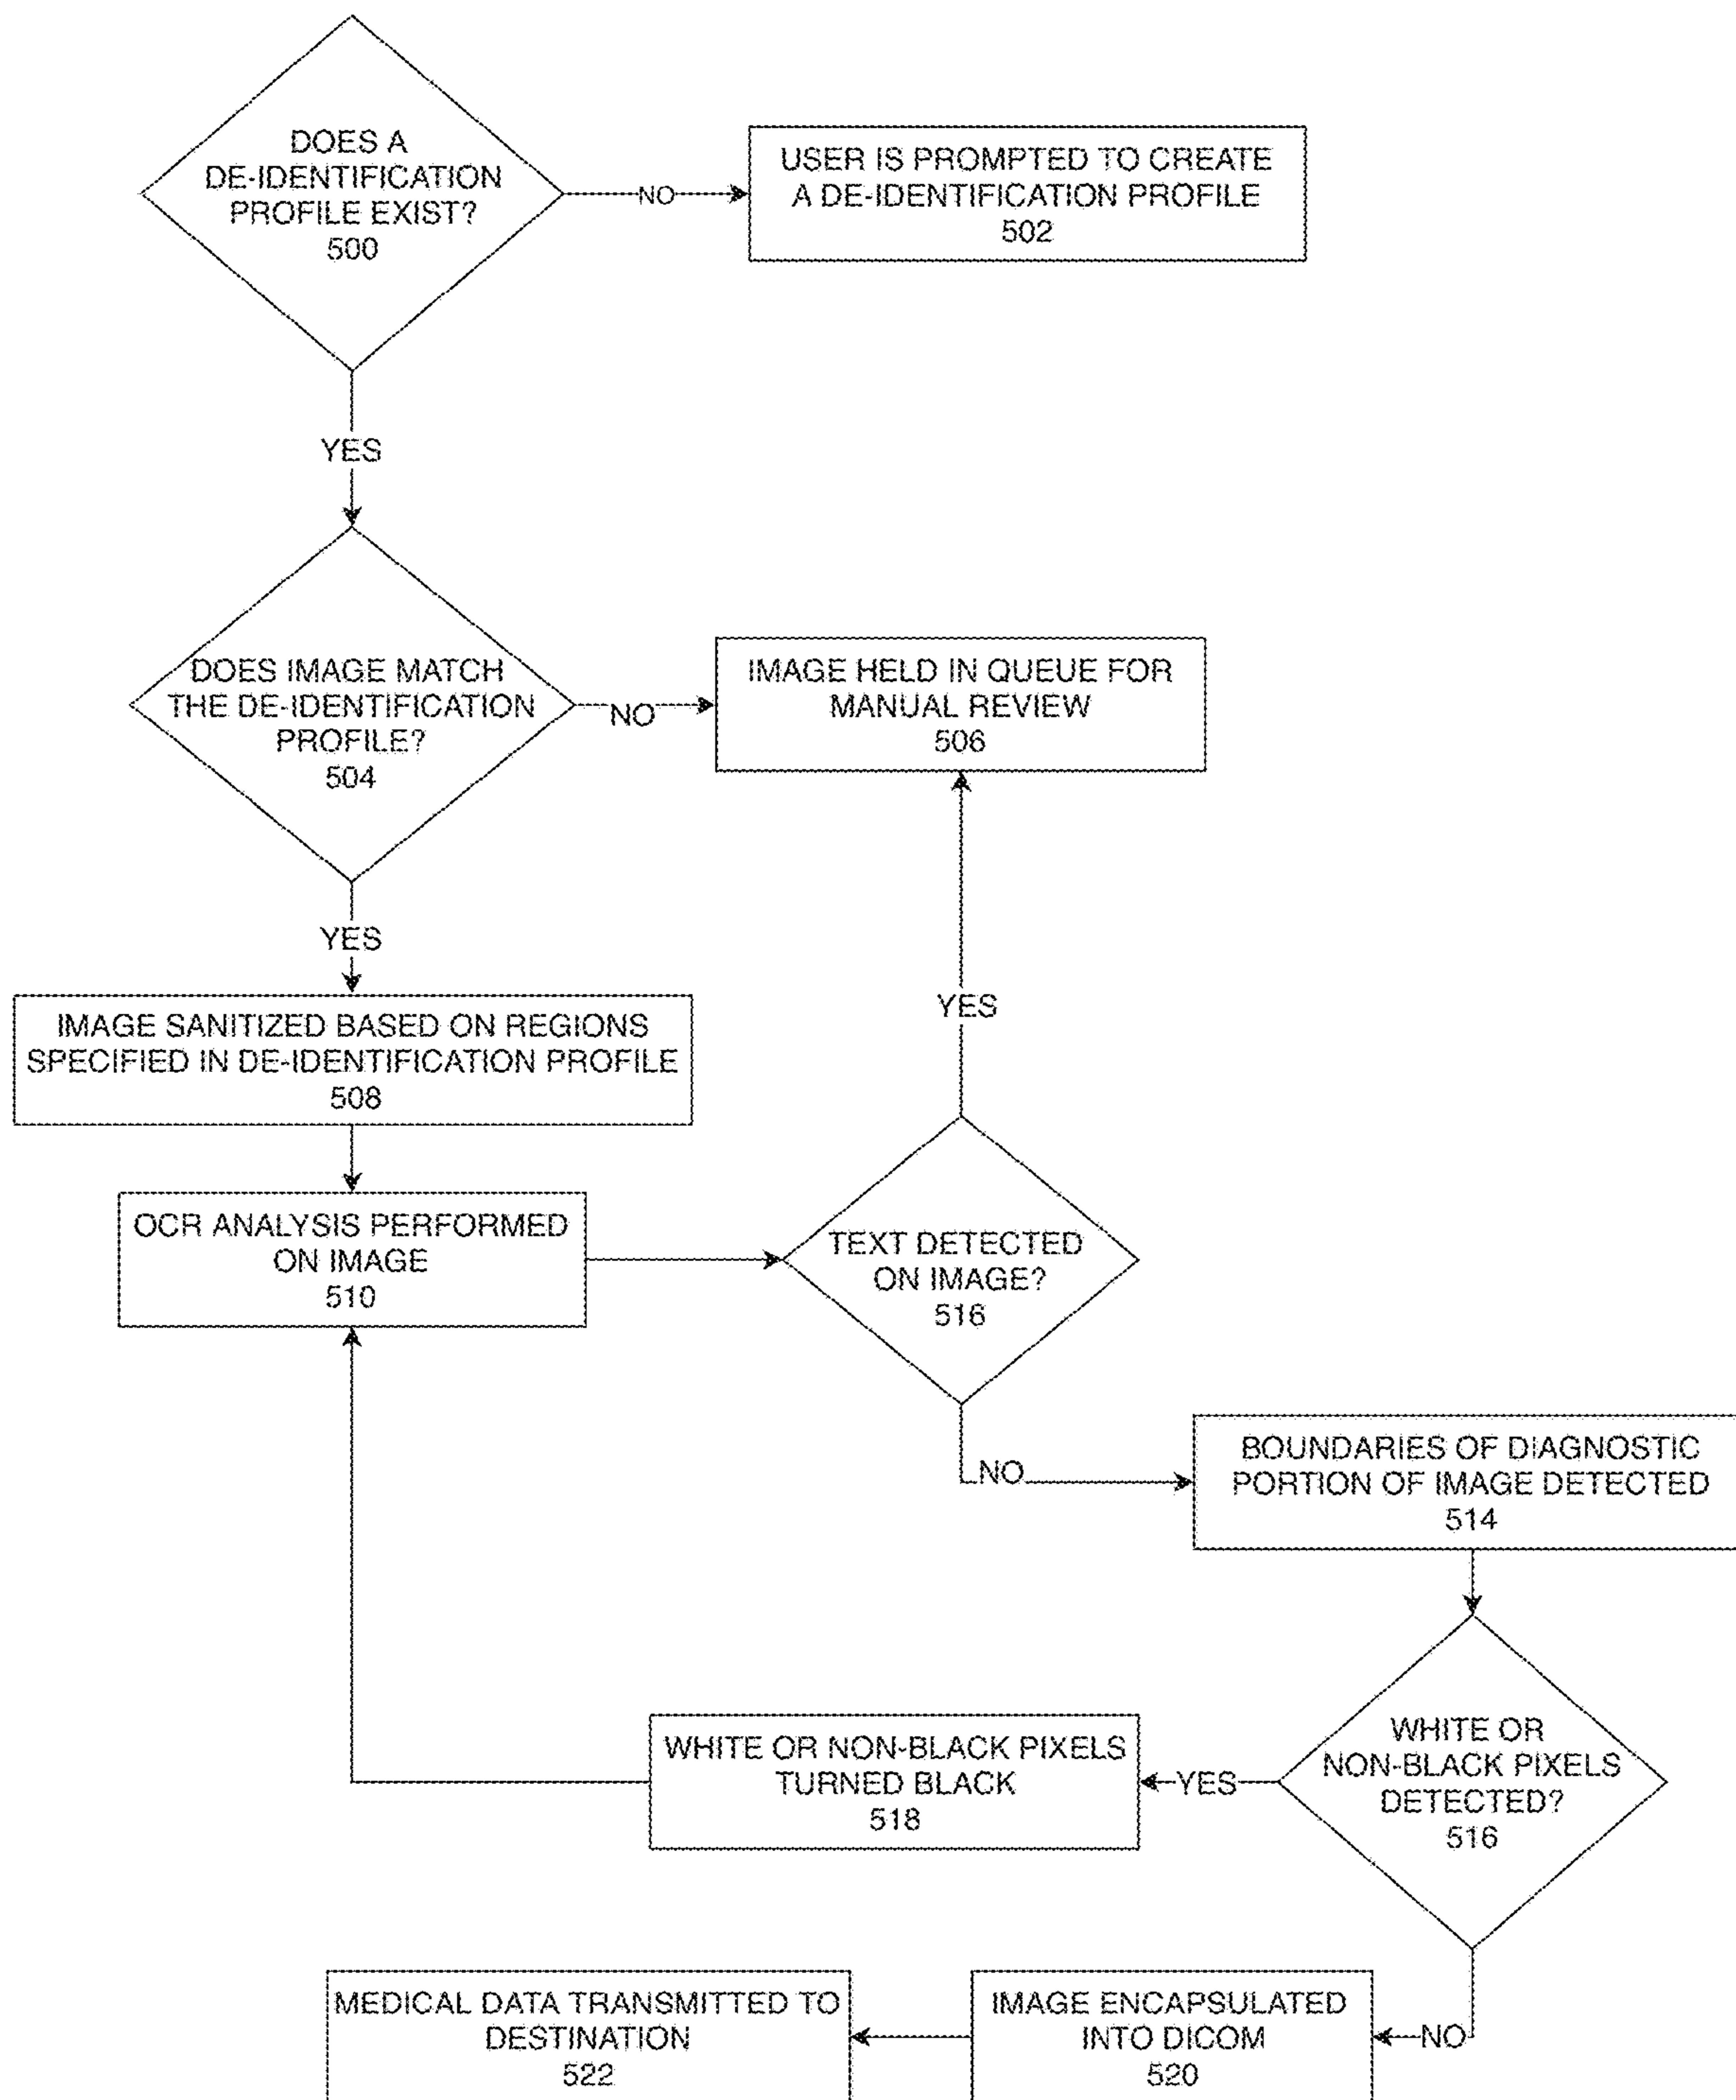 DOES A
DE-IDENTIFICATION
PROFILE EXIST?
500
NO
USER IS PROMPTED TO CREATE
A DE-IDENTIFICATION PROFILE
502
YES
DOES IMAGE MATCH
THE DE-IDENTIFICATION
PROFILE?
504
NO
IMAGE HELD IN QUEUE FOR
MANUAL REVIEW
506
YES
IMAGE SANITIZED BASED ON REGIONS
SPECIFIED IN DE-IDENTIFICATION PROFILE
508
YES
OCR ANALYSIS PERFORMED
ON IMAGE
510
TEXT DETECTED
ON IMAGE?
516
NO
BOUNDARIES OF DIAGNOSTIC
PORTION OF IMAGE DETECTED
514
WHITE OR
NON-BLACK PIXELS
DETECTED?
516
YES
WHITE OR NON-BLACK PIXELS
TURNED BLACK
518
NO
IMAGE ENCAPSULATED
INTO DICOM
520
MEDICAL DATA TRANSMITTED TO
DESTINATION
522